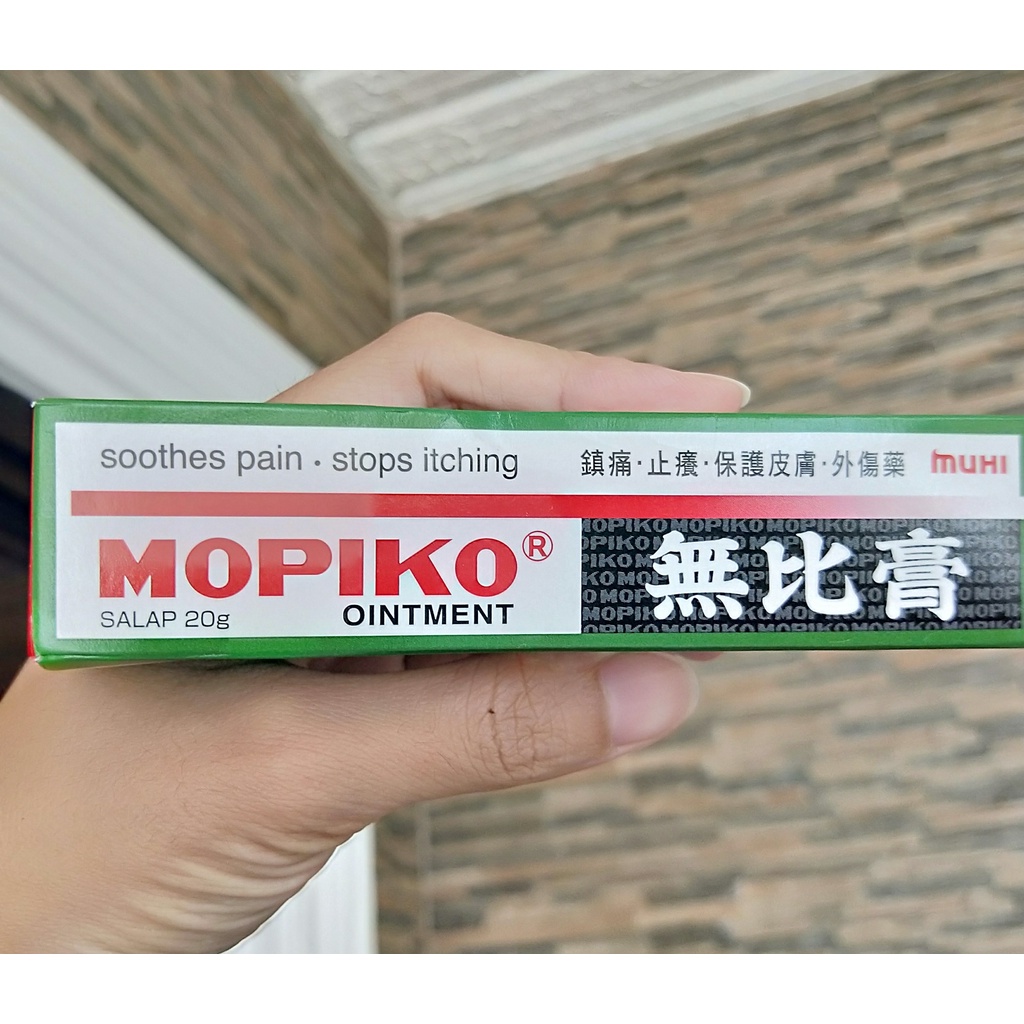 soothes pain · stops itching
鎮痛·止癢·保護皮膚·外傷藥 muHI
MOPIKO®
SALAP 20g OINTMENT
無比膏